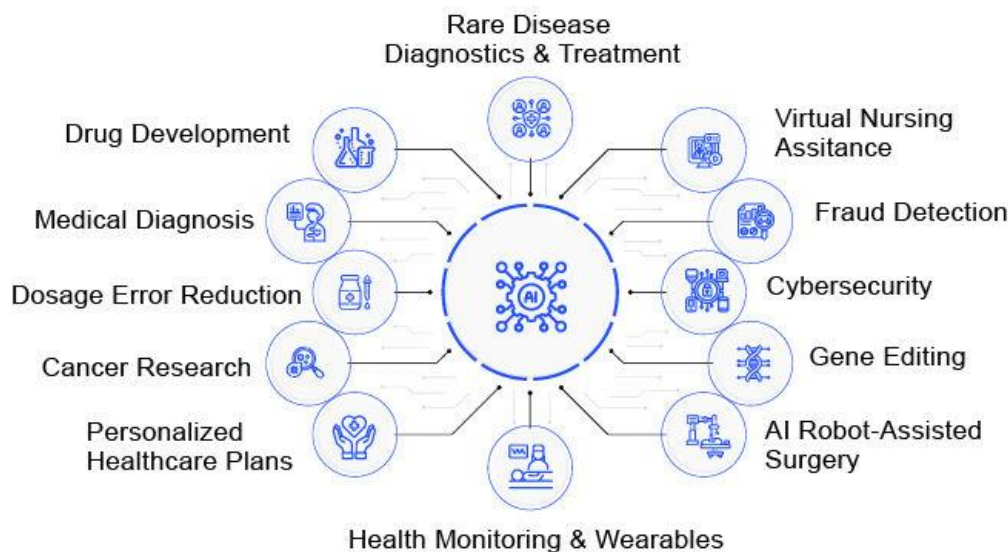 Rare Disease
Diagnostics & Treatment
Drug Development
Virtual Nursing
Assitance
Medical Diagnosis
Fraud Detection
Dosage Error Reduction
AI
Cybersecurity
Cancer Research
Gene Editing
Personalized
Healthcare Plans
AI Robot-Assisted
Surgery
Health Monitoring & Wearables